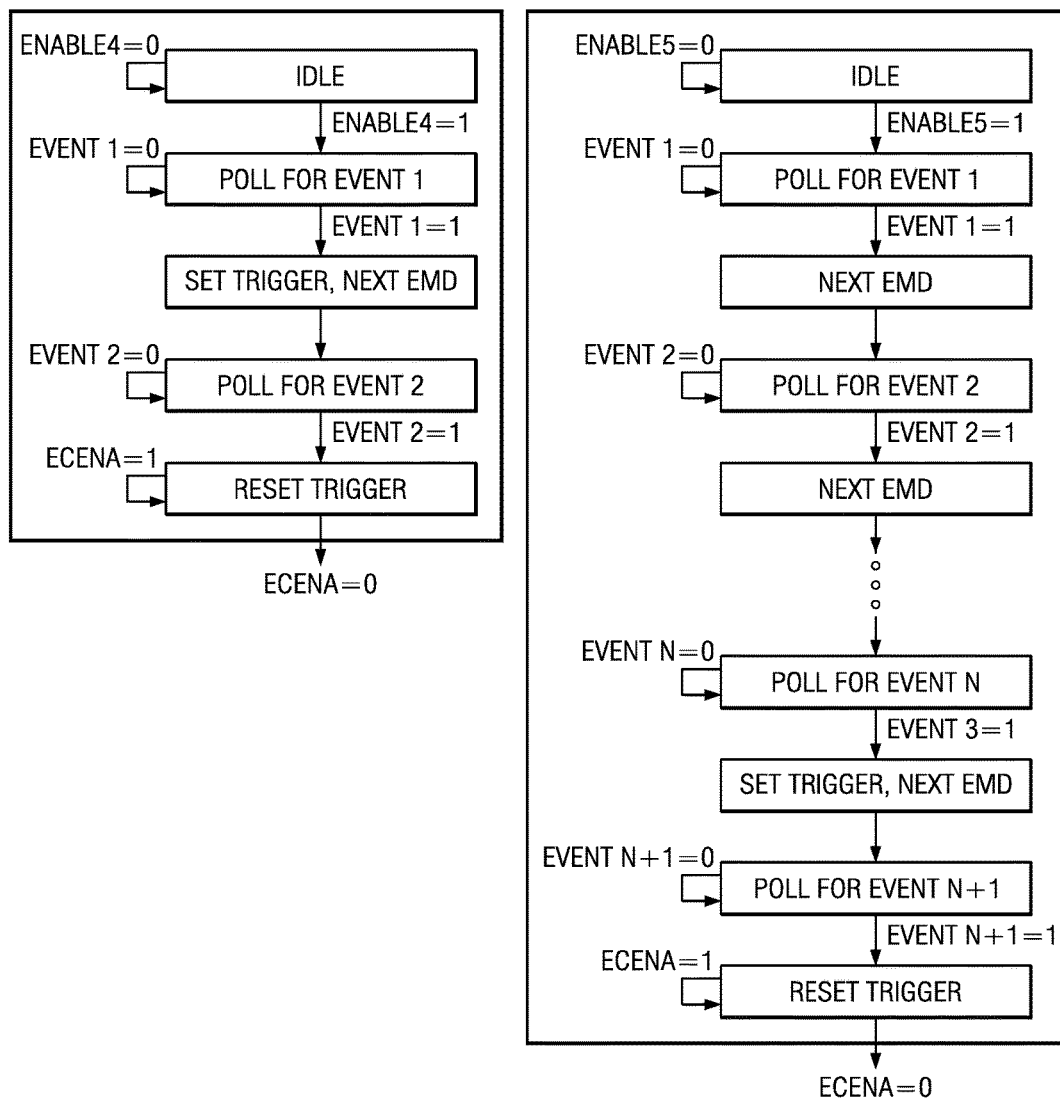 ENABLE4=0
IDLE
ENABLE4=1
EVENT 1=0
POLL FOR EVENT 1
EVENT 1=1
SET TRIGGER, NEXT EMD
EVENT 2=0
POLL FOR EVENT 2
EVENT 2=1
ECENA=1
RESET TRIGGER
ECENA=0
ENABLE5=0
IDLE
ENABLE5=1
EVENT 1=0
POLL FOR EVENT 1
EVENT 1=1
NEXT EMD
EVENT 2=0
POLL FOR EVENT 2
EVENT 2=1
NEXT EMD
EVENT N=0
POLL FOR EVENT N
EVENT 3=1
SET TRIGGER, NEXT EMD
EVENT N+1=0
POLL FOR EVENT N+1
EVENT N+1=1
ECENA=1
RESET TRIGGER
ECENA=0